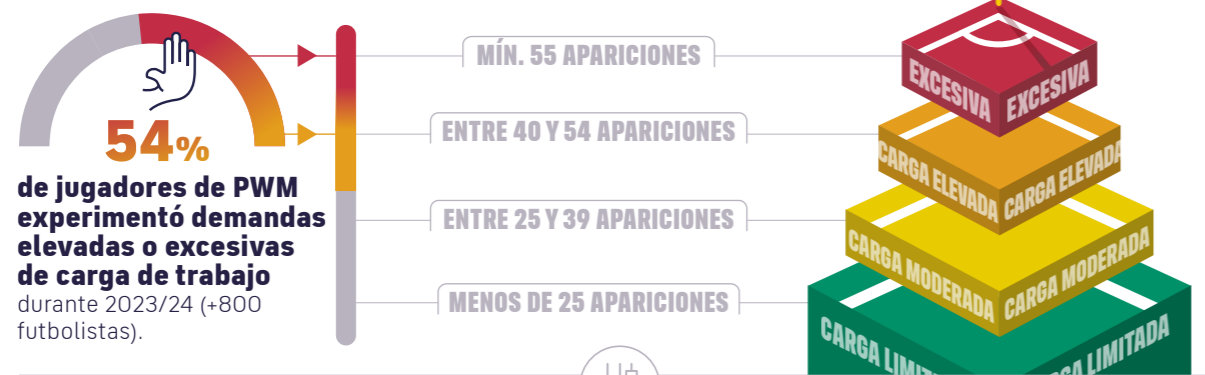 54%
de jugadores de PWM
experimentó demandas
elevadas o excesivas
de carga de trabajo
durante 2023/24 (+800
futbolistas).
MÍN. 55 APARICIONES
ENTRE 40 Y 54 APARICIONES
ENTRE 25 Y 39 APARICIONES
MENOS DE 25 APARICIONES
EXCESIVA EXCESIVA
CARGA ELEVADA CARGA ELEVADA
CARGA MODERADA CARGA MODERADA
CARGA LIMITADA